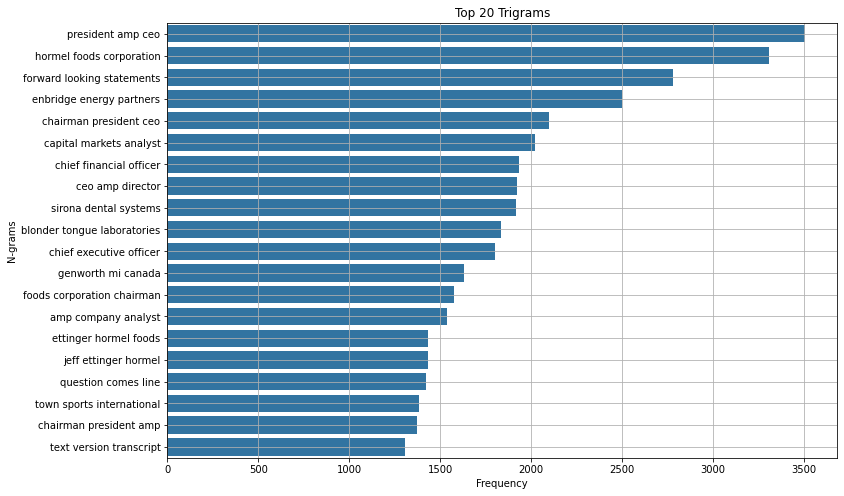 Top 20 Trigrams
president amp ceo
hormel foods corporation
forward looking statements
enbridge energy partners
chairman president ceo
capital markets analyst
chief financial officer
ceo amp director
sirona dental systems
blonder tongue laboratories
chief executive officer
genworth mi canada
foods corporation chairman
amp company analyst
ettinger hormel foods
jeff ettinger hormel
question comes line
town sports international
chairman president amp
text version transcript
N-grams
0 500 1000 1500 2000 2500 3000 3500
Frequency